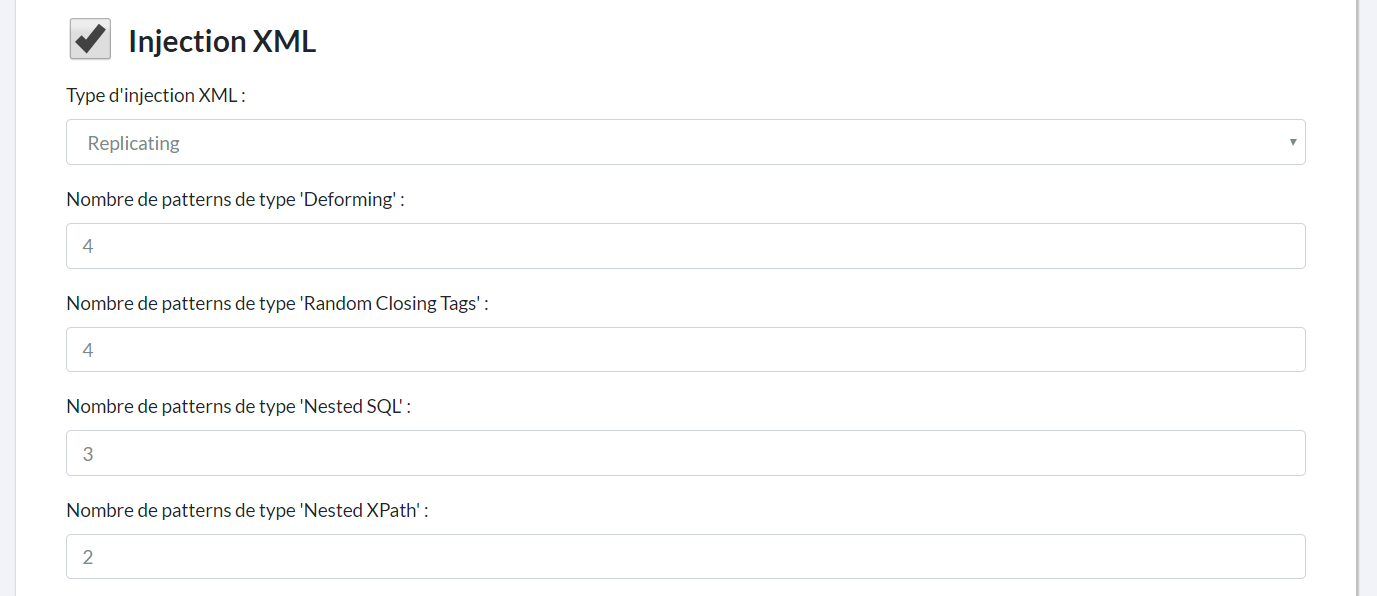 Injection XML
Type d'injection XML :
Replicating
Nombre de patterns de type 'Deforming' :
4
Nombre de patterns de type 'Random Closing Tags' :
4
Nombre de patterns de type 'Nested SQL' :
3
Nombre de patterns de type 'Nested XPath' :
2